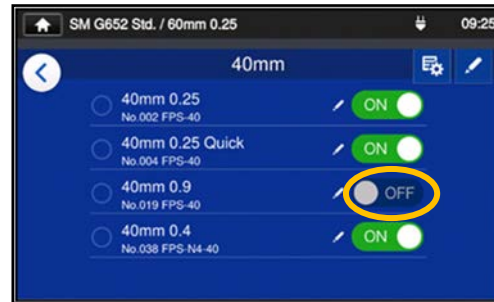 SM G652 Std. / 60mm 0.25 09:25
40mm
40mm 0.25 ON
No.002 FPS-40
40mm 0.25 Quick ON
No.004 FPS-40
40mm 0.9 OFF
No.019 FPS-40
40mm 0.4 ON
No.038 FPS-N4-40